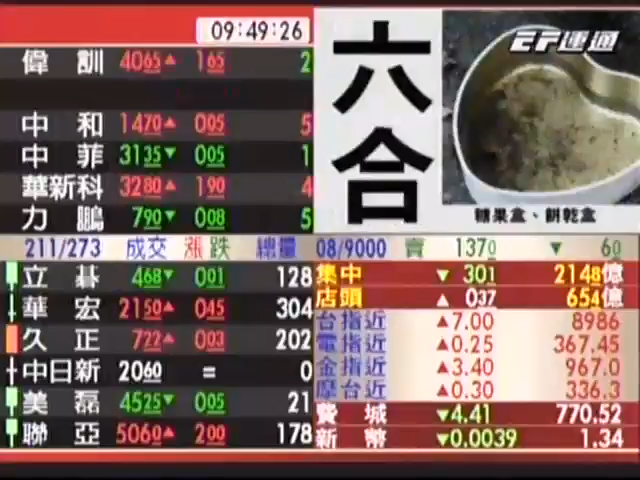 09:49:26
偉訓 4065▲ 165 2
中和 1470▲ 005 5
中菲 3135▼ 005 1
華新科 3280▲ 190 4
力鵬 790▼ 008 5
211/273 成交 漲跌 總量
立碁 468▼ 001 128
華宏 2150▲ 045 304
久正 722▲ 003 202
中日新 2060 = 0
美磊 4525▼ 005 21
聯亞 5060▲ 200 178
六合
EF連通
糖果盒、餅乾盒
08/9000 賣 1370 ▼ 60
集中 ▼ 301 2148億
店頭 ▲ 037 654億
台指近 ▲7.00 8986
電指近 ▲0.25 367.45
金指近 ▲3.40 967.0
摩台近 ▲0.30 336.3
費城 ▼4.41 770.52
新幣 ▼0.0039 1.34